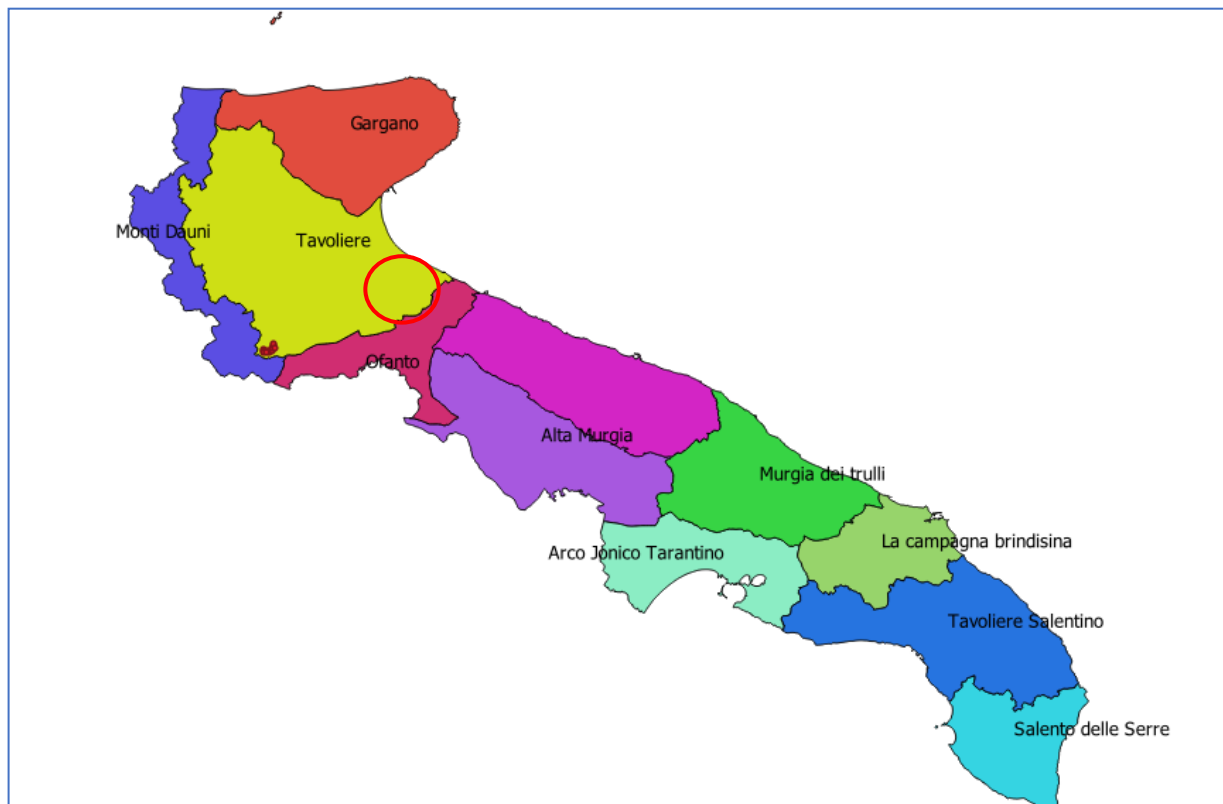 Gargano
Monti Dauni
Tavoliere
Ofanto
Alta Murgia
Murgia dei trulli
La campagna brindisina
Arco Jonico Tarantino
Tavoliere Salentino
Salento delle Serre